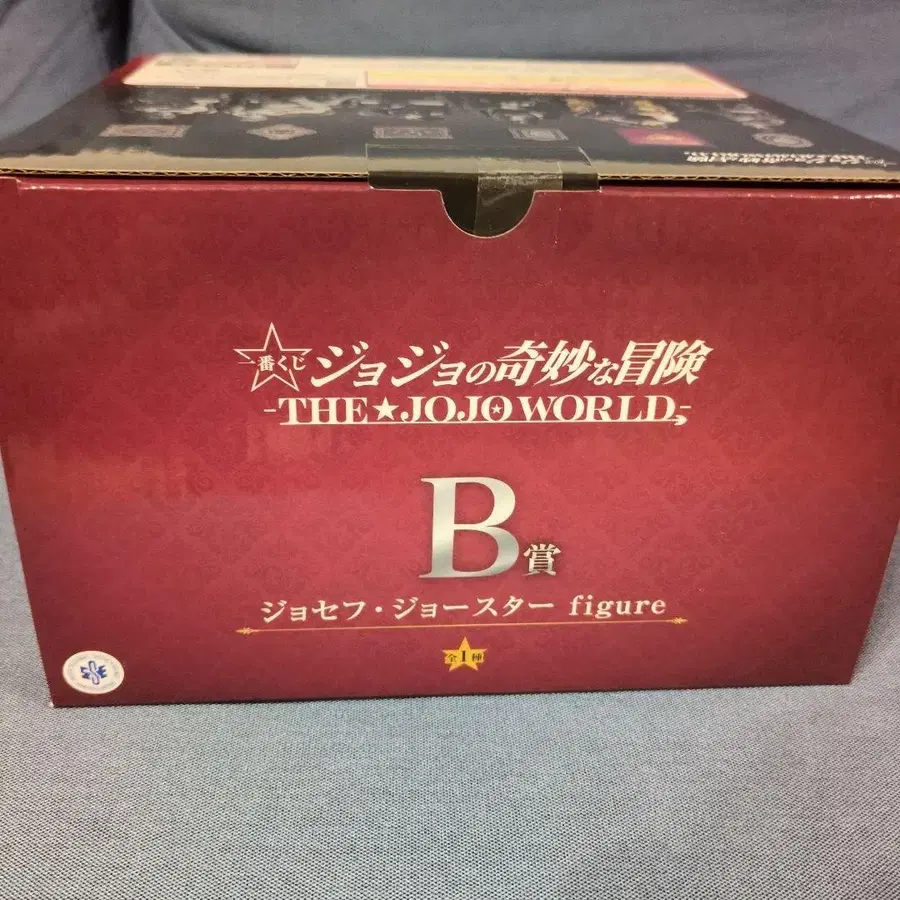 一番くじ
ジョジョの奇妙な冒険
-THE★JOJO WORLD-
B賞
ジョセフ・ジョースター figure
全1種